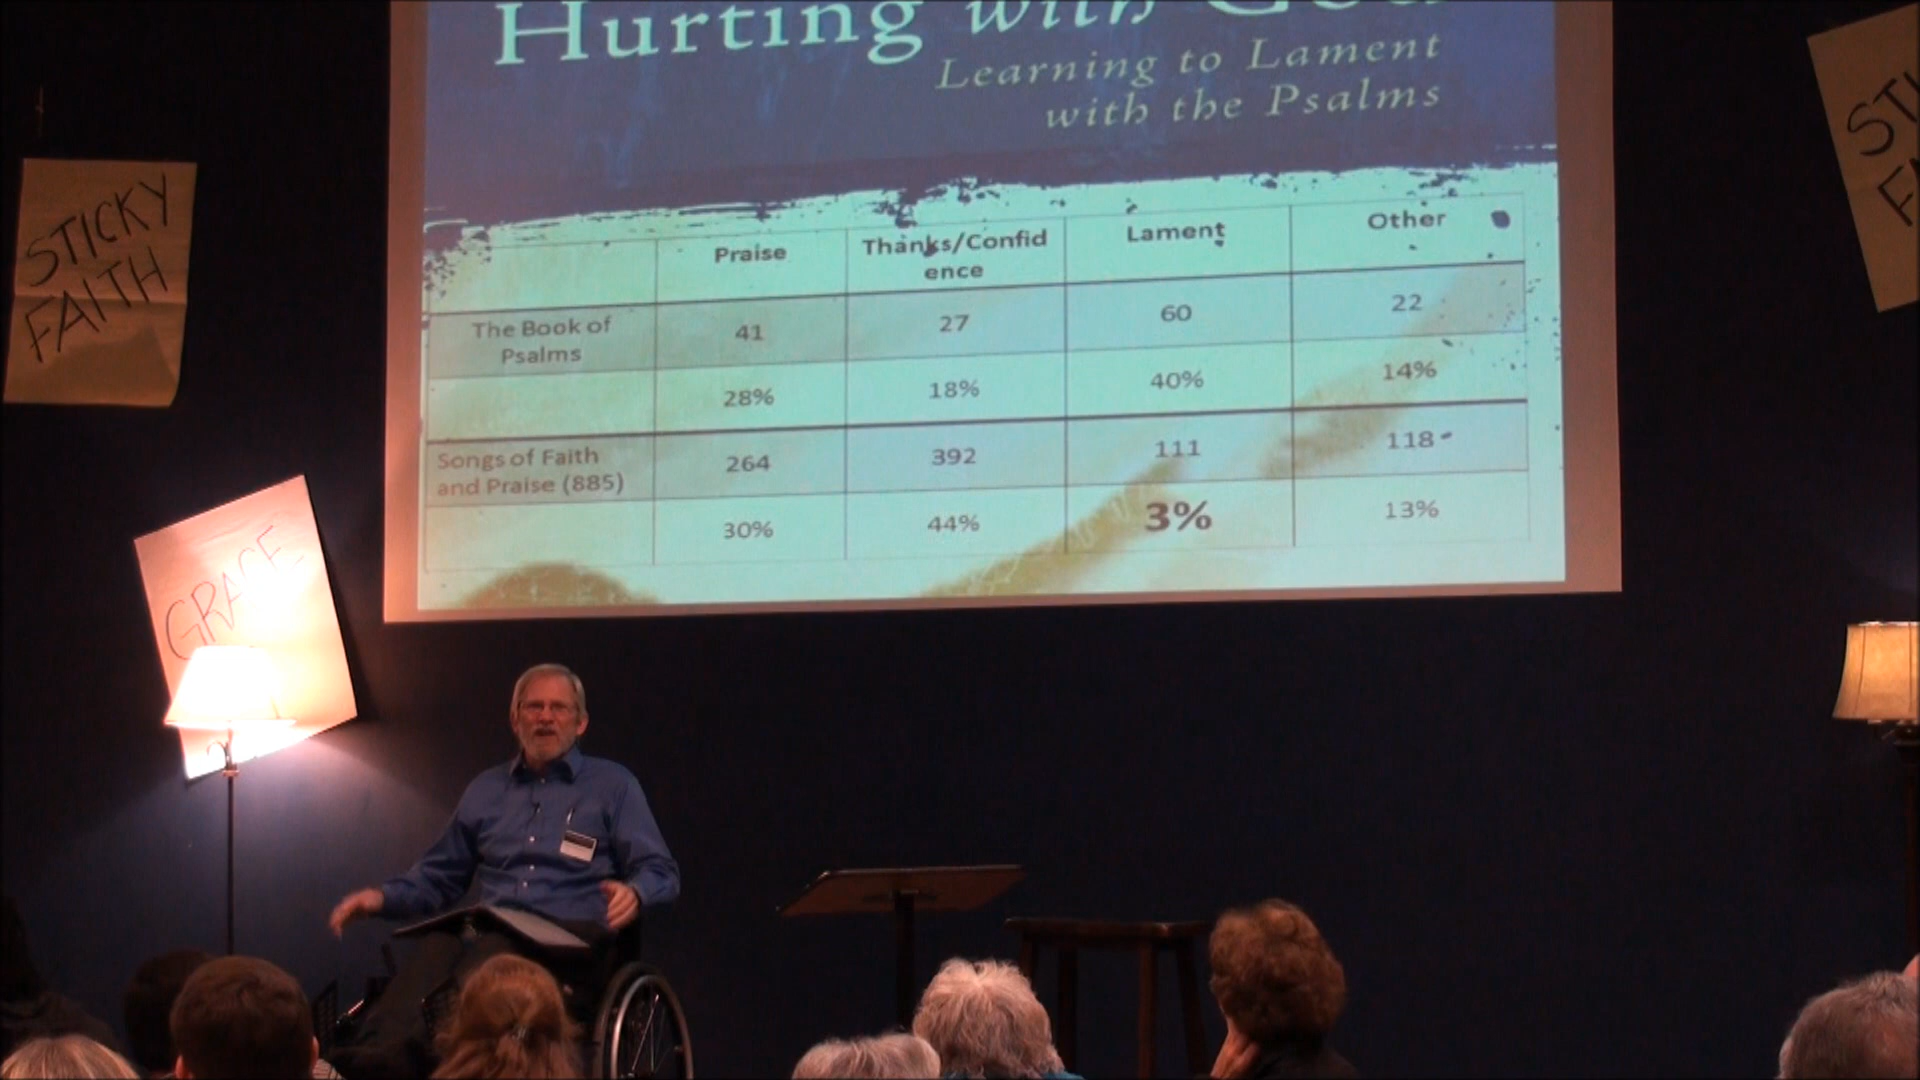 Hurting with God
Learning to Lament
with the Psalms
STICKY
FAITH
GRACE
Praise
Thanks/Confid
ence
Lament
Other
The Book of
Psalms
41
27
60
22
28%
18%
40%
14%
Songs of Faith
and Praise (885)
264
392
111
118
30%
44%
3%
13%